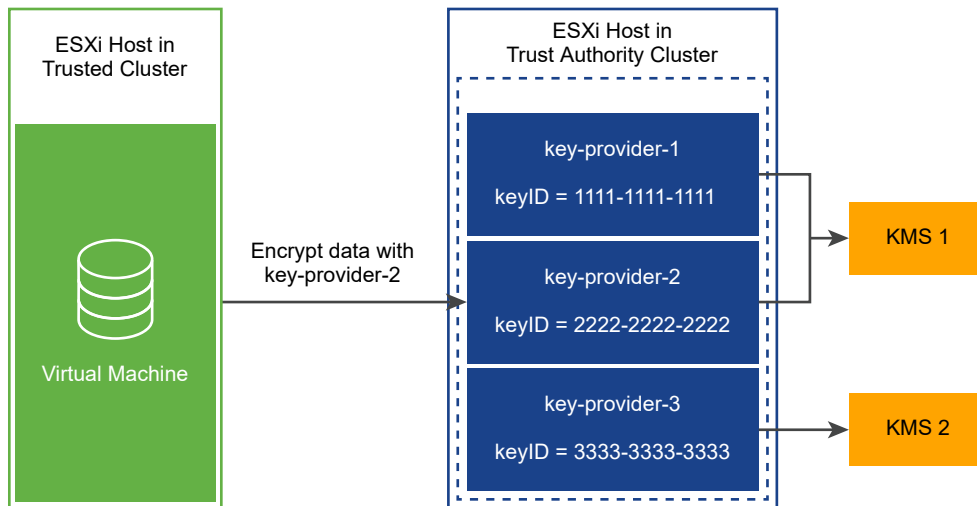 ESXi Host in
Trusted Cluster
Virtual Machine
Encrypt data with
key-provider-2
ESXi Host in
Trust Authority Cluster
key-provider-1
keyID = 1111-1111-1111
key-provider-2
keyID = 2222-2222-2222
key-provider-3
keyID = 3333-3333-3333
KMS 1
KMS 2